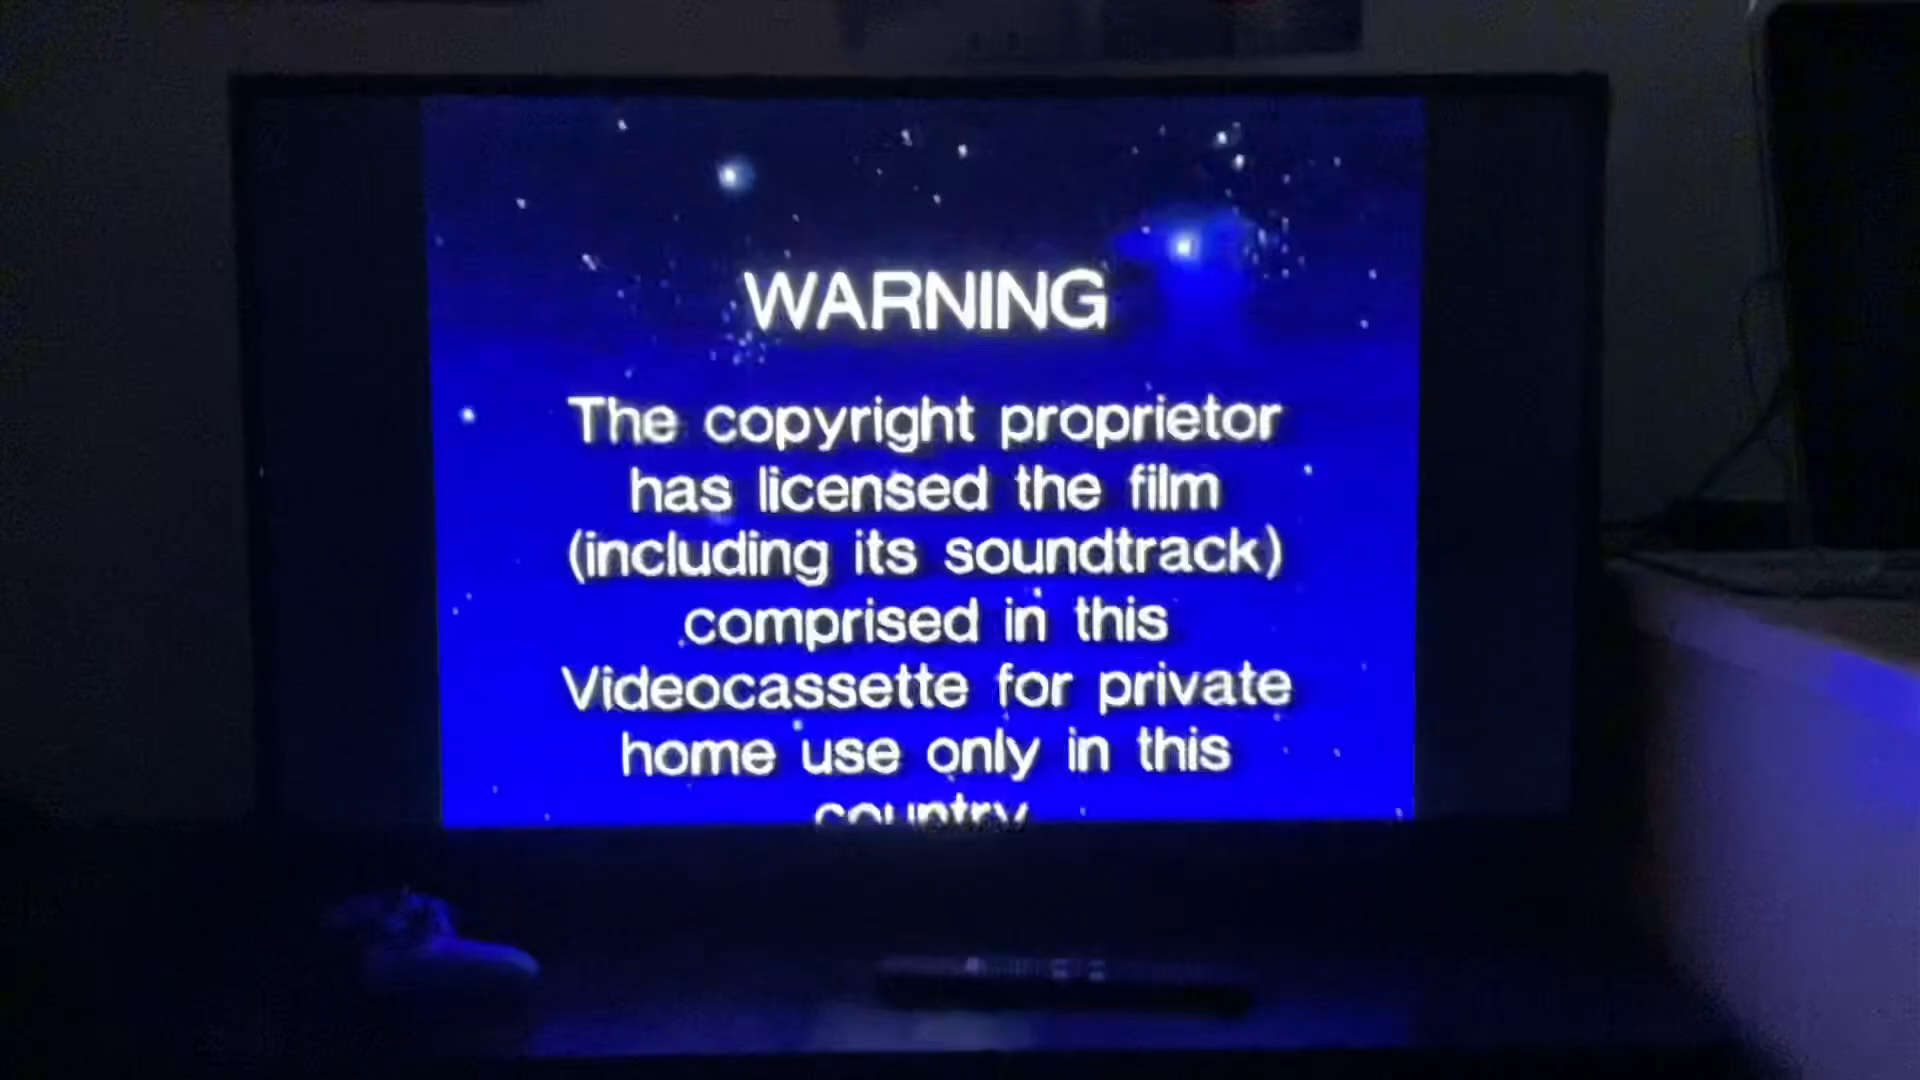 WARNING
The copyright proprietor
has licensed the film
(including its soundtrack)
comprised in this
Videocassette for private
home use only in this
country